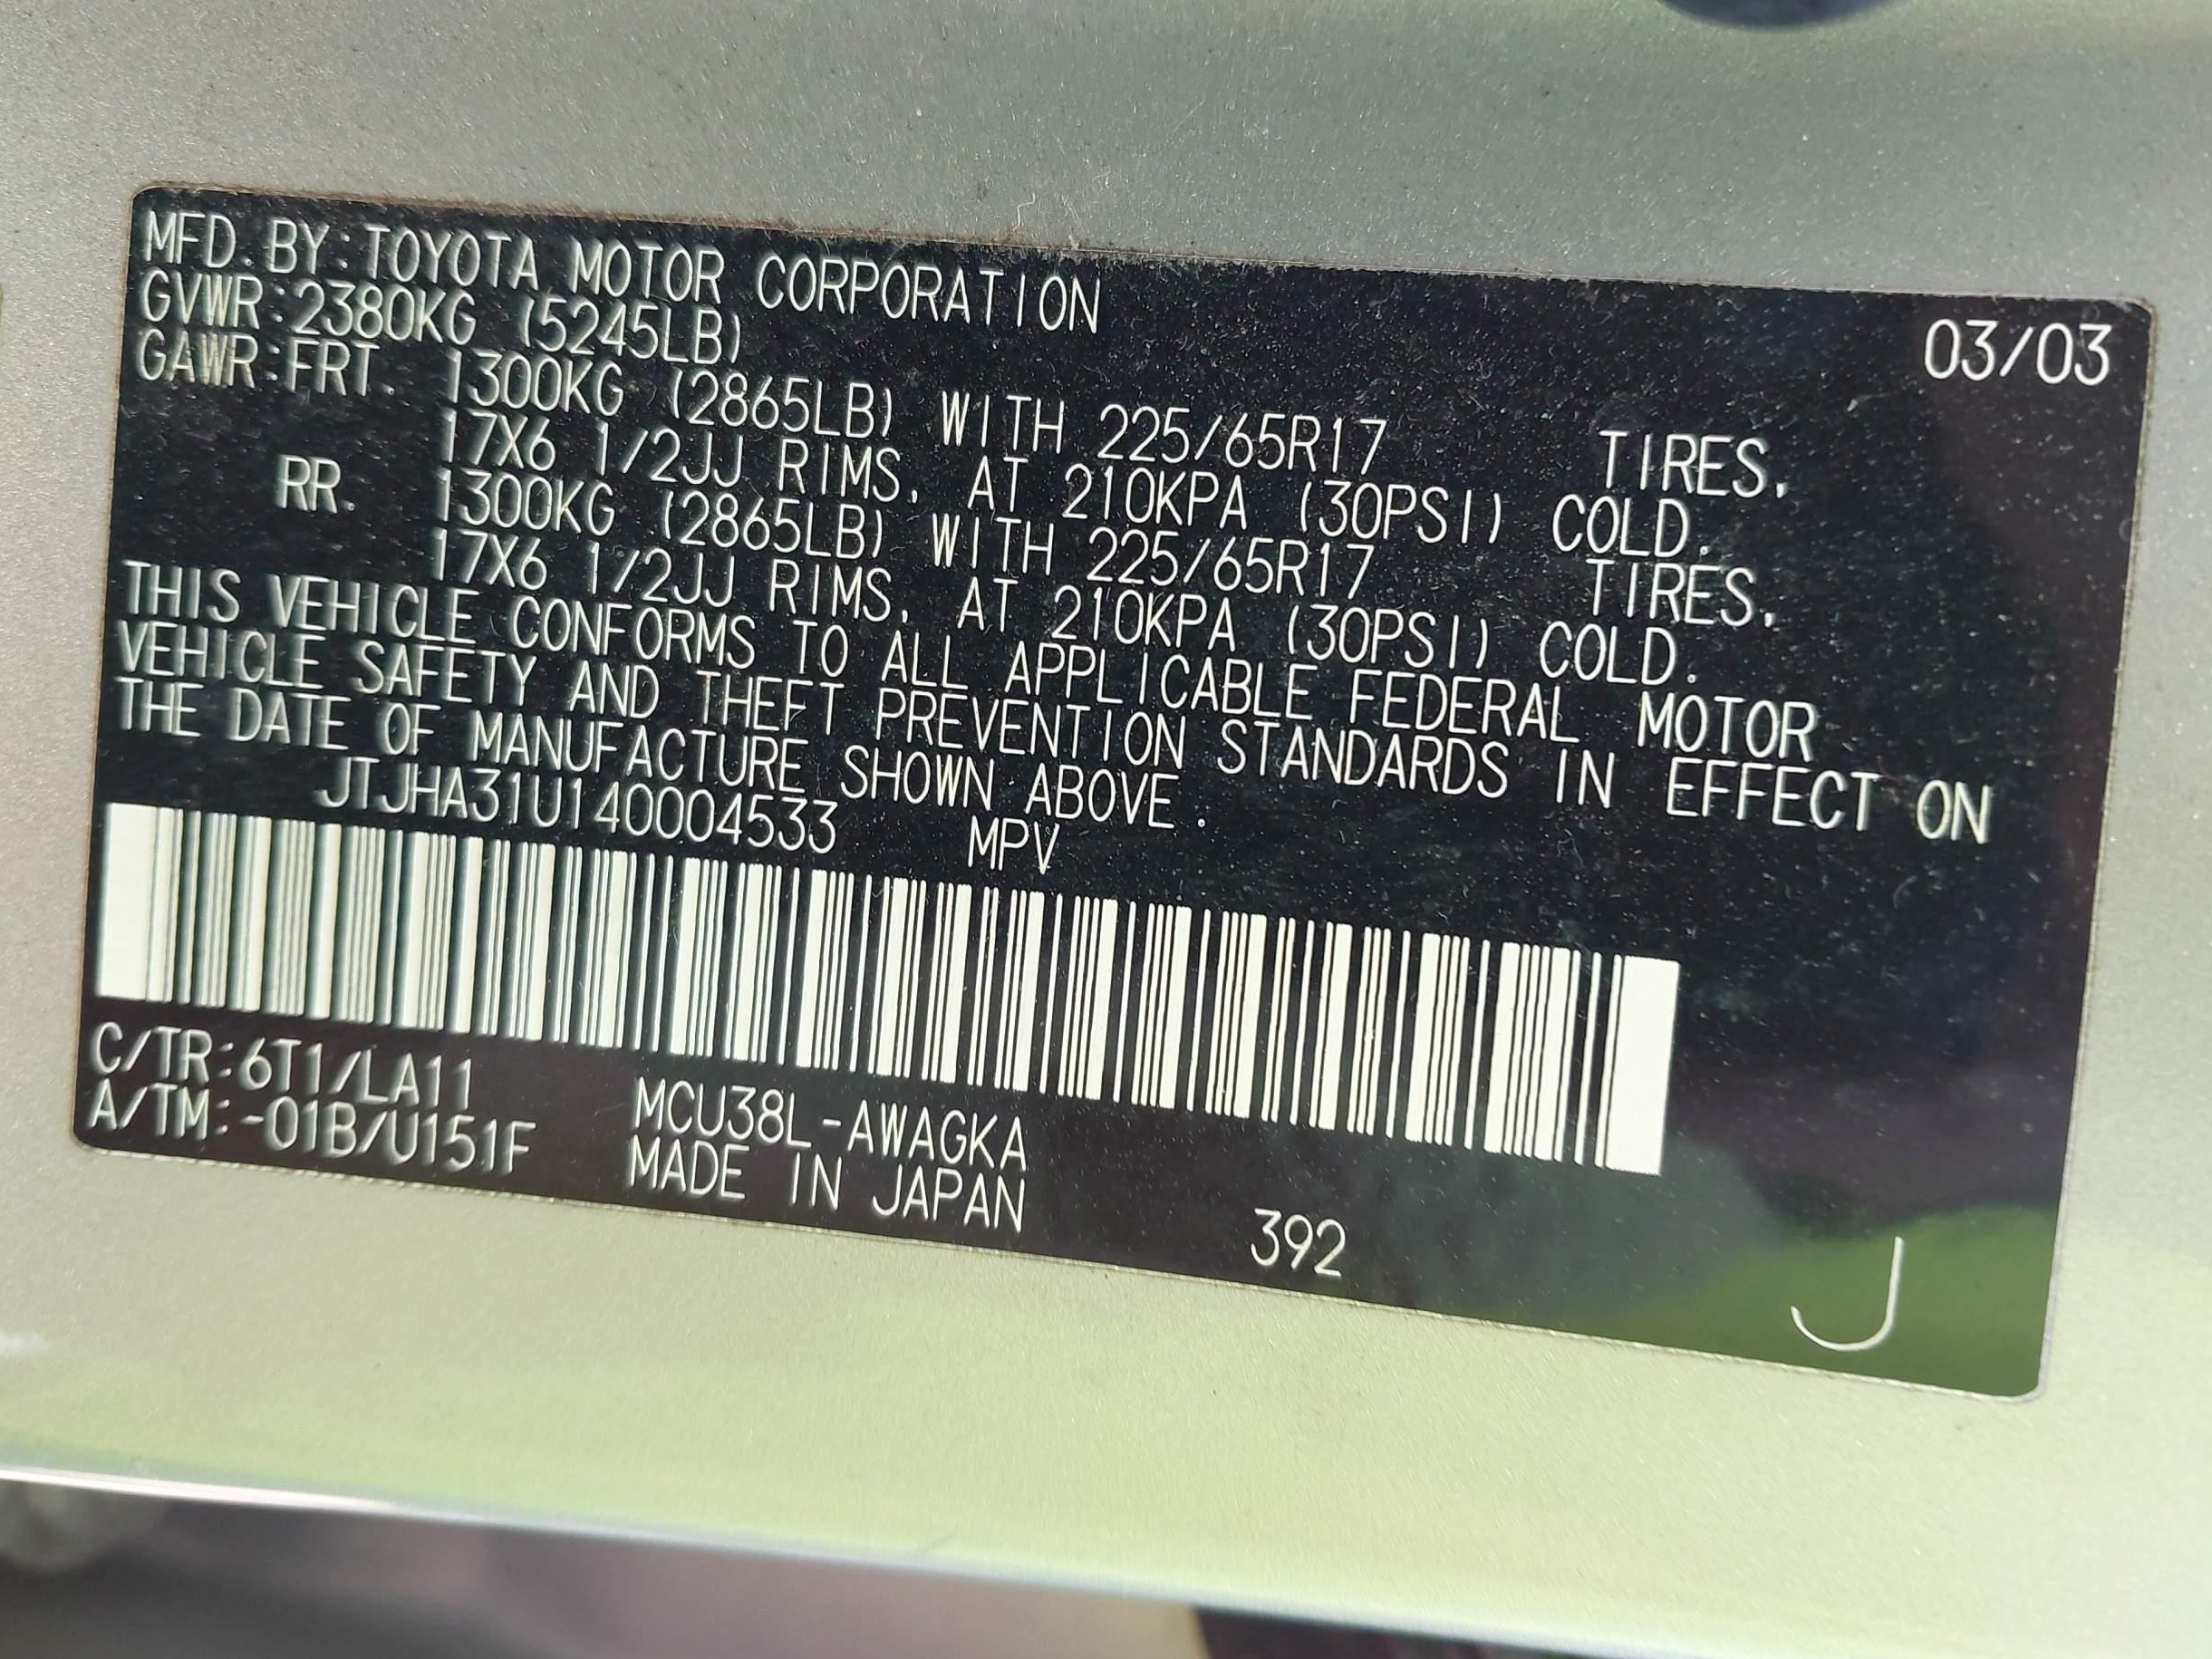 MFD. BY:TOYOTA MOTOR CORPORATION 03/03
GVWR:2380KG (5245LB)
GAWR:FRT. 1300KG (2865LB) WITH 225/65R17 TIRES,
17X6 1/2JJ RIMS, AT 210KPA (30PSI) COLD.
RR. 1300KG (2865LB) WITH 225/65R17 TIRES,
17X6 1/2JJ RIMS, AT 210KPA (30PSI) COLD.
THIS VEHICLE CONFORMS TO ALL APPLICABLE FEDERAL MOTOR
VEHICLE SAFETY AND THEFT PREVENTION STANDARDS IN EFFECT ON
THE DATE OF MANUFACTURE SHOWN ABOVE.
JTJHA31U140004533 MPV
C/TR:6T1/LA11 MCU38L-AWAGKA
A/TM:-01B/U151F MADE IN JAPAN 392
J